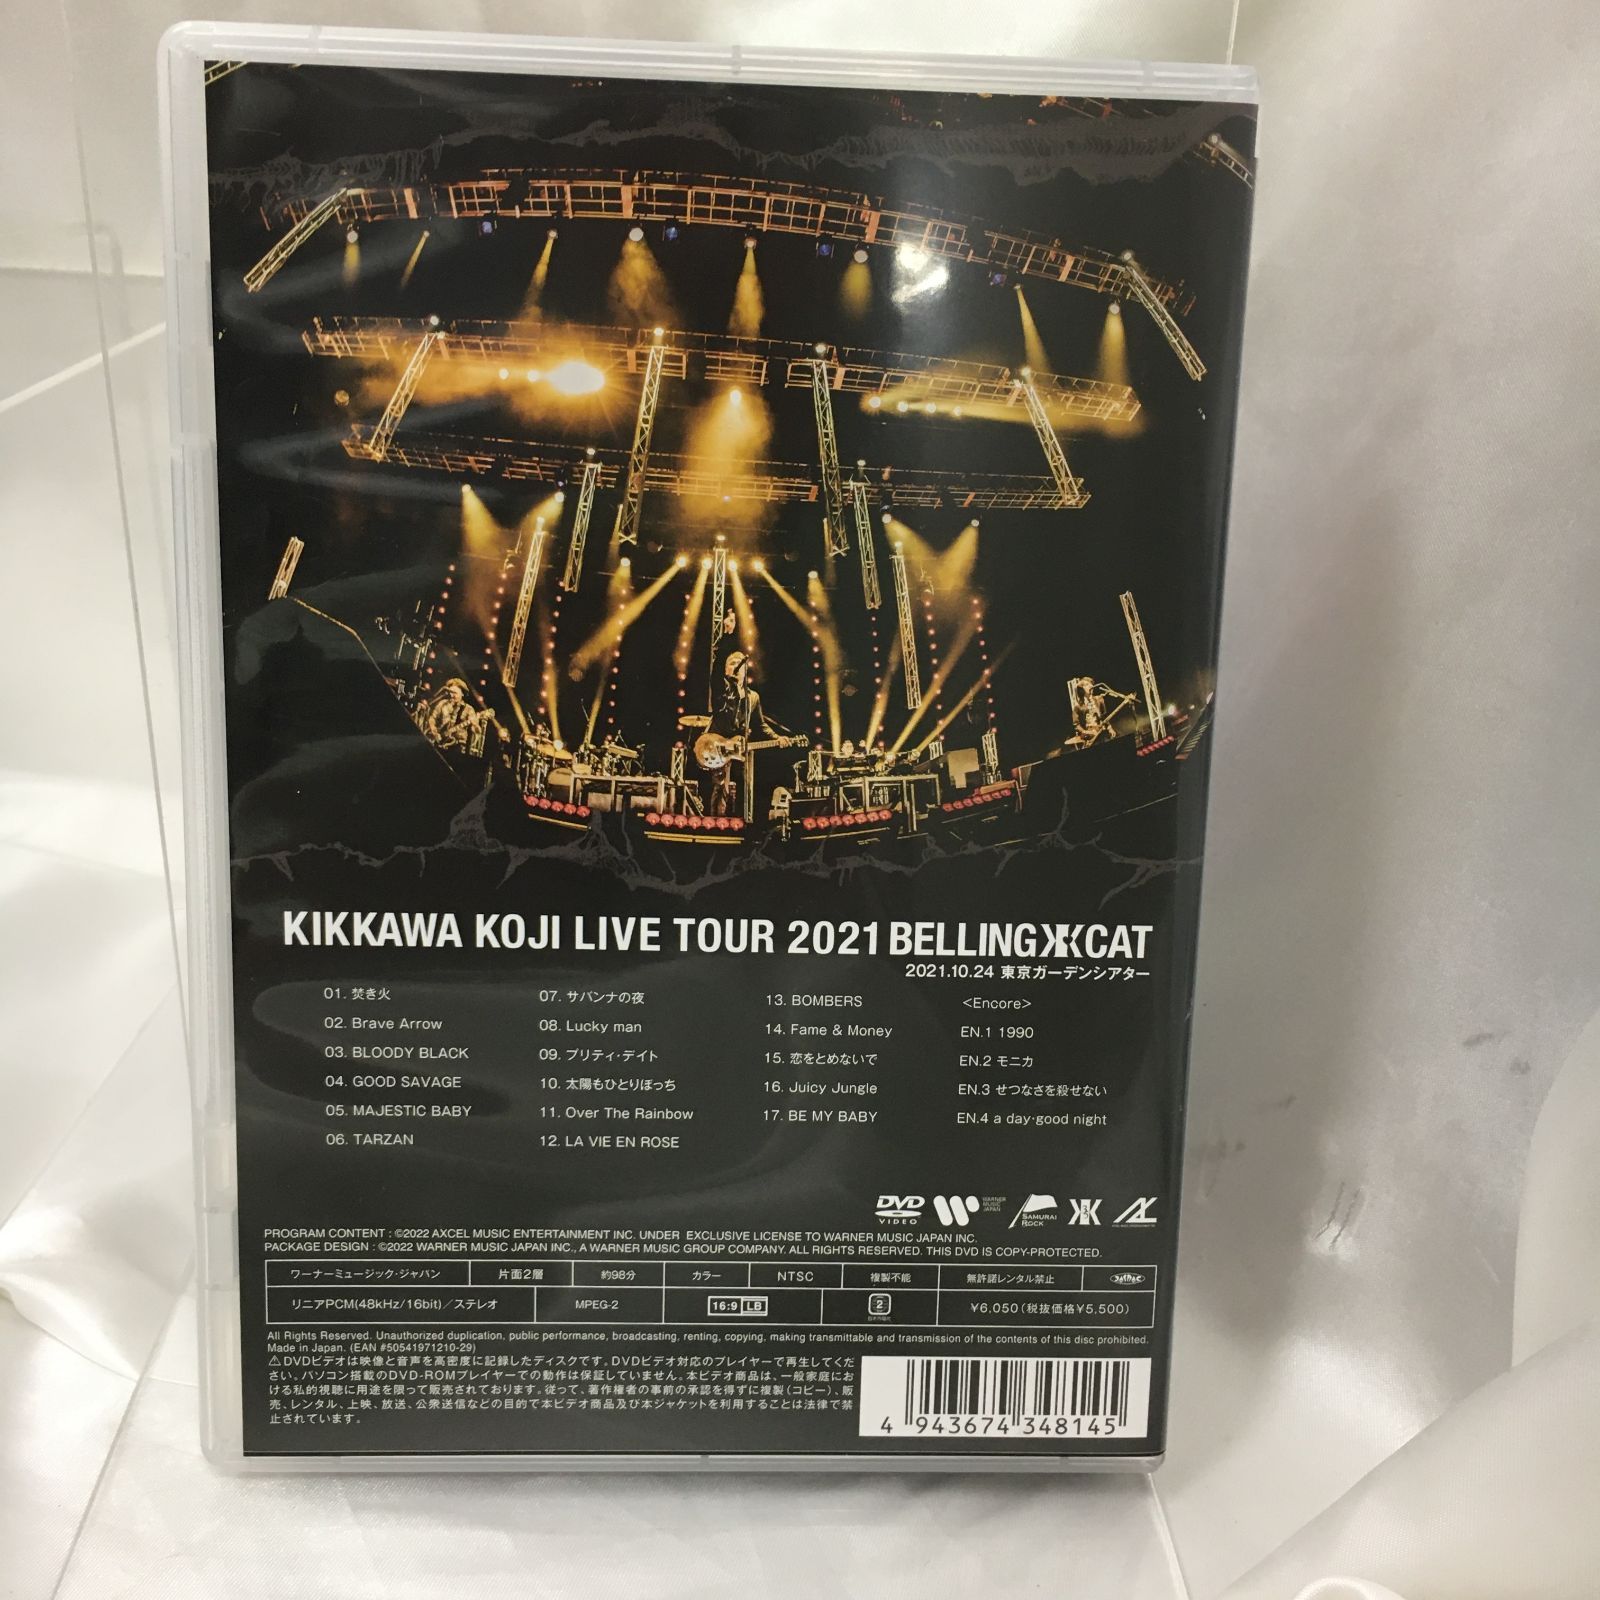 KIKKAWA KOJI LIVE TOUR 2021 BELLING CAT
2021.10.24 東京ガーデンシアター
01. 焚き火
02. Brave Arrow
03. BLOODY BLACK
04. GOOD SAVAGE
05. MAJESTIC BABY
06. TARZAN
07. サバンナの夜
08. Lucky man
09. プリティ・デイト
10. 太陽もひとりぼっち
11. Over The Rainbow
12. LA VIE EN ROSE
13. BOMBERS
14. Fame & Money
15. 恋をとめないで
16. Juicy Jungle
17. BE MY BABY
<Encore>
EN.1 1990
EN.2 モニカ
EN.3 せつなさを殺せない
EN.4 a day·good night
DVD VIDEO
WARNER MUSIC JAPAN
SAMURAI ROCK
PROGRAM CONTENT : ©2022 AXCEL MUSIC ENTERTAINMENT INC. UNDER EXCLUSIVE LICENSE TO WARNER MUSIC JAPAN INC.
PACKAGE DESIGN : ©2022 WARNER MUSIC JAPAN INC., A WARNER MUSIC GROUP COMPANY. ALL RIGHTS RESERVED. THIS DVD IS COPY-PROTECTED.
ワーナーミュージック・ジャパン 片面2層 約98分 カラー NTSC 複製不能 無許諾レンタル禁止
リニアPCM(48kHz/16bit)/ステレオ MPEG-2 16:9 LB 2 ¥6,050(税抜価格¥5,500)
All Rights Reserved. Unauthorized duplication, public performance, broadcasting, renting, copying, making transmittable and transmission of the contents of this disc prohibited.
Made in Japan. (EAN #50541971210-29)
⚠DVDビデオは映像と音声を高密度に記録したディスクです。DVDビデオ対応のプレイヤーで再生してくだ
さい。パソコン搭載のDVD-ROMプレイヤーでの動作は保証していません。本ビデオ商品は、一般家庭にお
ける私的視聴に用途を限って販売されております。従って、著作権者の事前の承認を得ずに複製(コピー)、販
売、レンタル、上映、放送、公衆送信などの目的で本ビデオ商品及び本ジャケットを利用することは法律で禁
止されています。
4 943674 348145